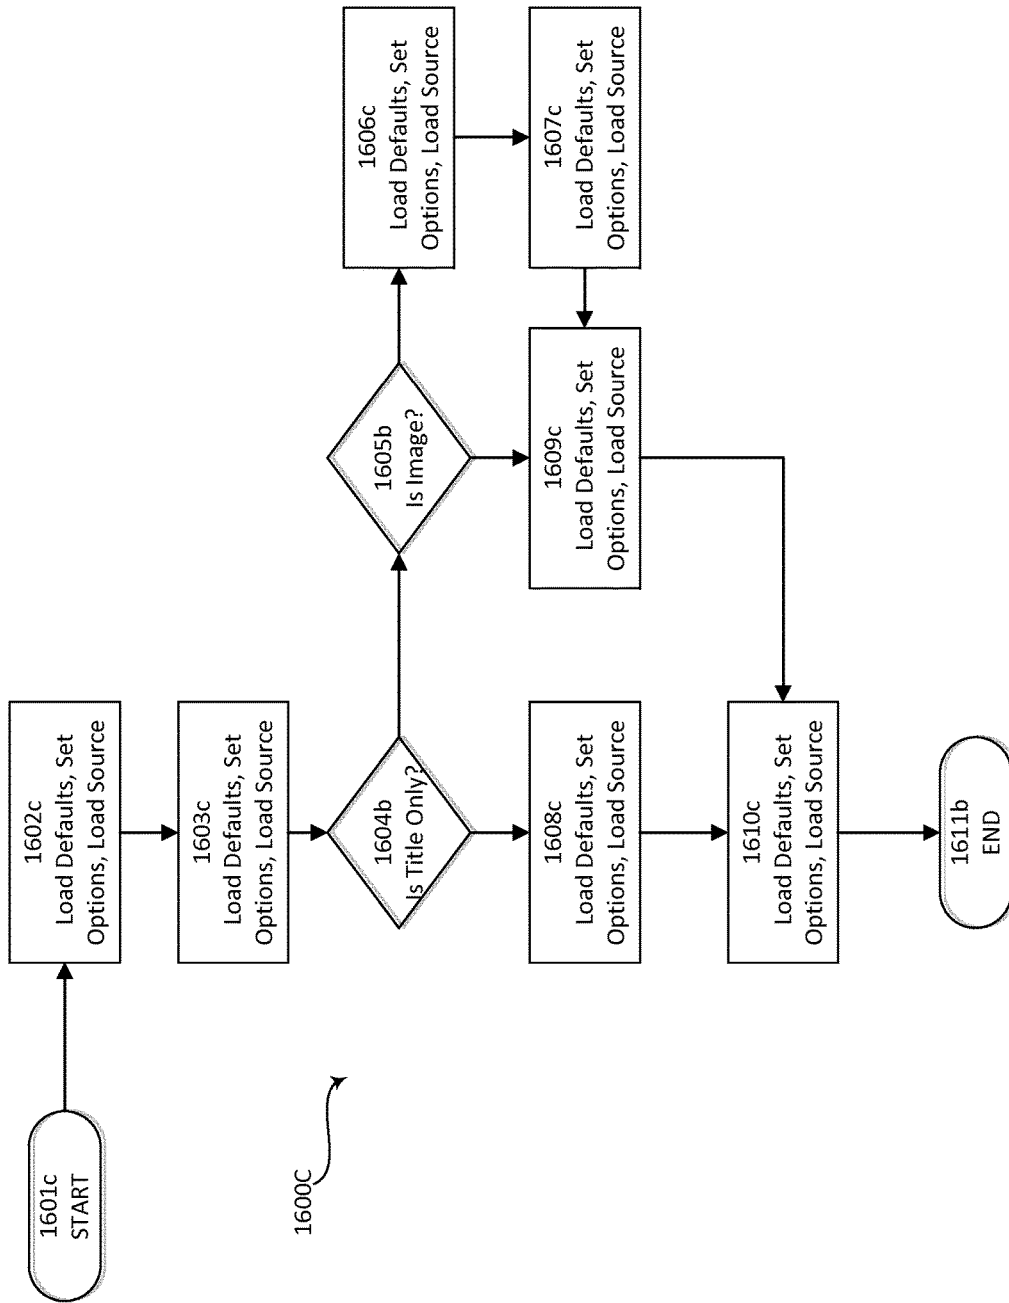 1601c
START
1602c
Load Defaults, Set
Options, Load Source
1603c
Load Defaults, Set
Options, Load Source
1604b
Is Title Only?
1605b
Is Image?
1606c
Load Defaults, Set
Options, Load Source
1607c
Load Defaults, Set
Options, Load Source
1608c
Load Defaults, Set
Options, Load Source
1609c
Load Defaults, Set
Options, Load Source
1610c
Load Defaults, Set
Options, Load Source
1611b
END
1600C